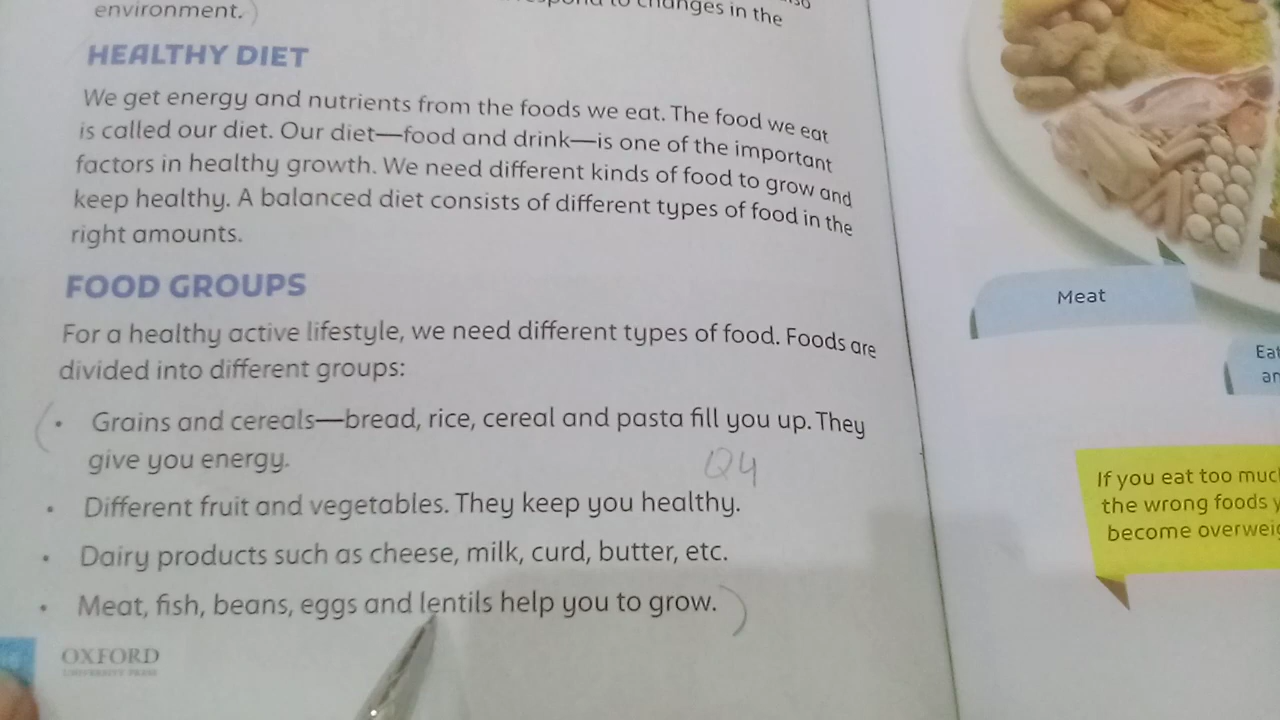 changes in the
environment.)
HEALTHY DIET
We get energy and nutrients from the foods we eat. The food we eat
is called our diet. Our diet—food and drink—is one of the important
factors in healthy growth. We need different kinds of food to grow and
keep healthy. A balanced diet consists of different types of food in the
right amounts.
FOOD GROUPS
For a healthy active lifestyle, we need different types of food. Foods are
divided into different groups:
( • Grains and cereals—bread, rice, cereal and pasta fill you up. They
give you energy.
Q4
• Different fruit and vegetables. They keep you healthy.
• Dairy products such as cheese, milk, curd, butter, etc.
• Meat, fish, beans, eggs and lentils help you to grow. )
OXFORD
UNIVERSITY PRESS
Meat
If you eat too
the wrong foods
become